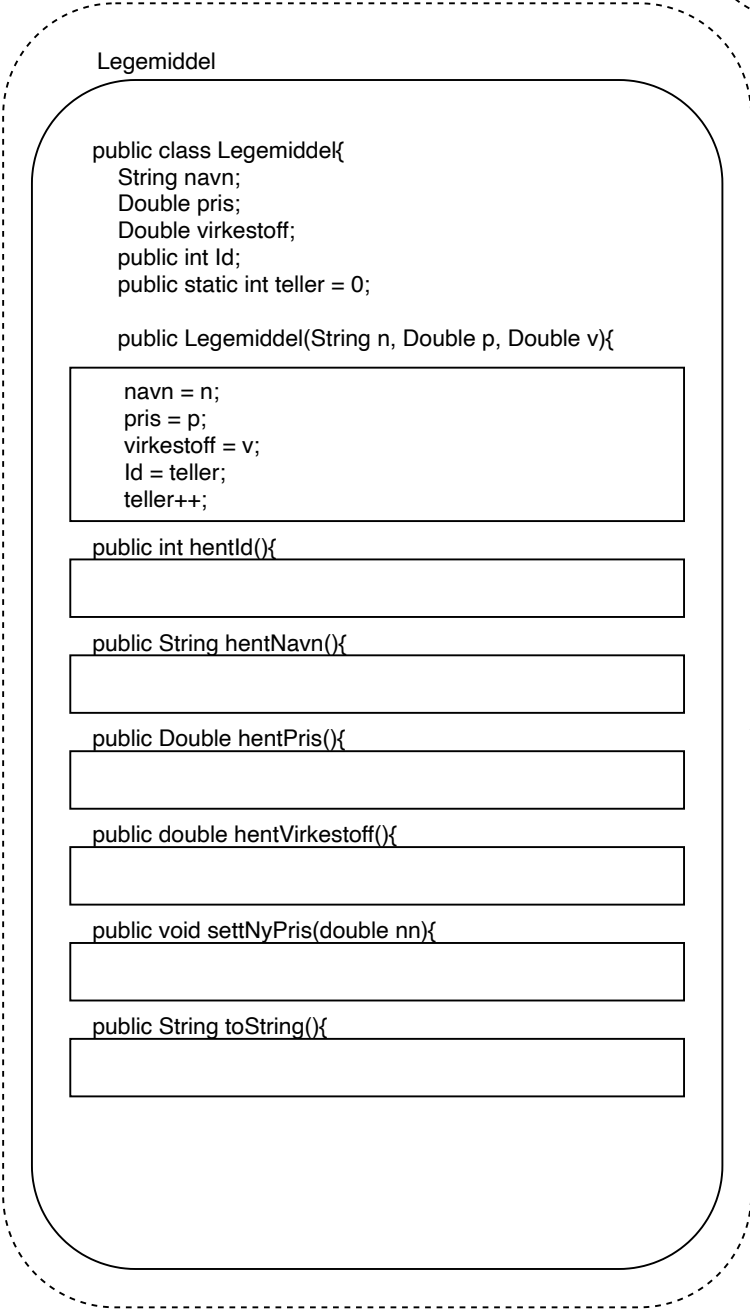 Legemiddel
public class Legemiddel{
String navn;
Double pris;
Double virkestoff;
public int Id;
public static int teller = 0;
public Legemiddel(String n, Double p, Double v){
navn = n;
pris = p;
virkestoff = v;
Id = teller;
teller++;
public int hentId(){
public String hentNavn(){
public Double hentPris(){
public double hentVirkestoff(){
public void settNyPris(double nn){
public String toString(){